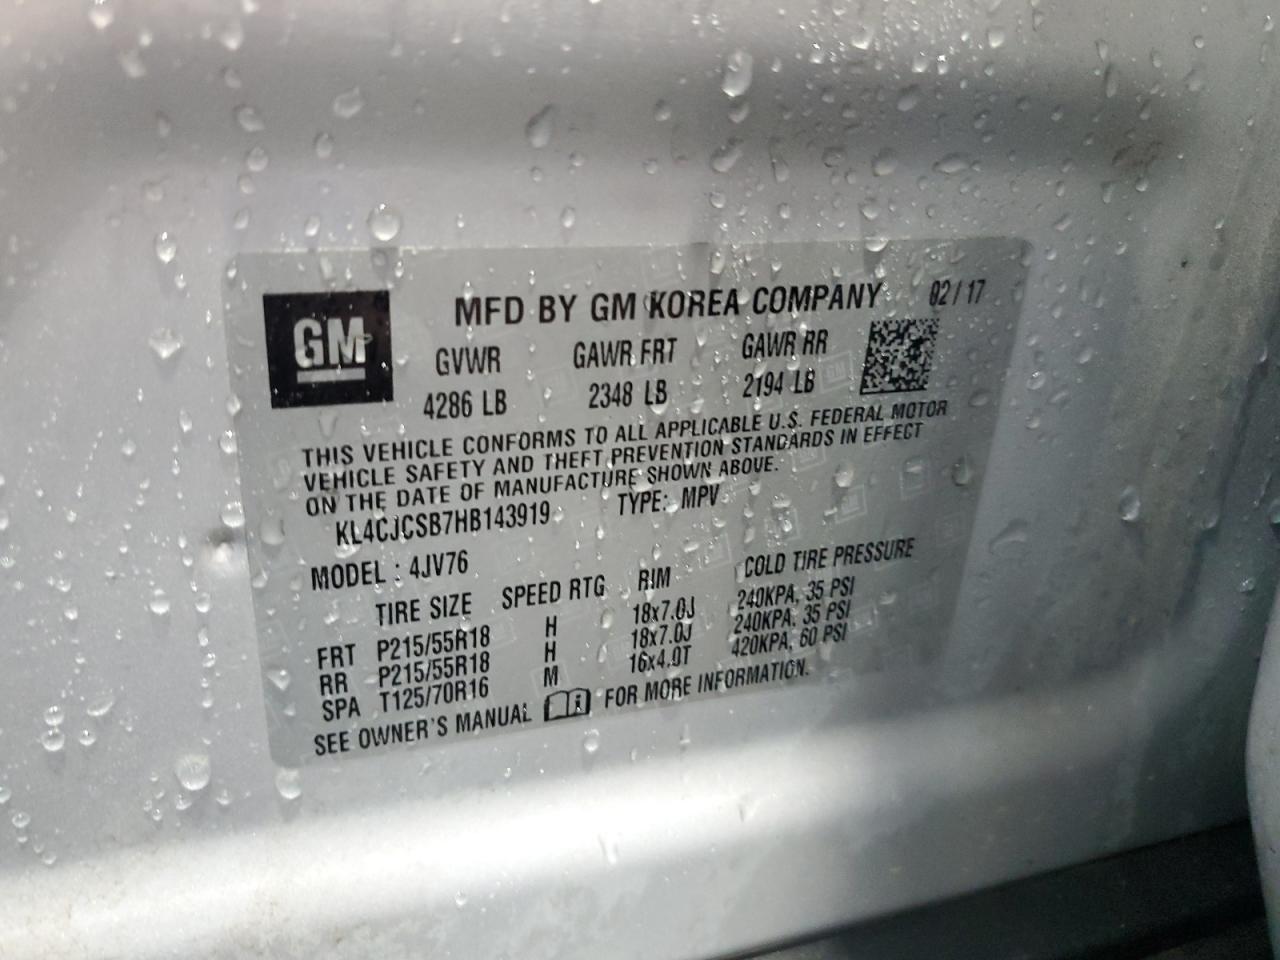 GM
MFD BY GM KOREA COMPANY 02/17
GVWR GAWR FRT GAWR RR
4286 LB 2348 LB 2194 LB
THIS VEHICLE CONFORMS TO ALL APPLICABLE U.S. FEDERAL MOTOR
VEHICLE SAFETY AND THEFT PREVENTION STANDARDS IN EFFECT
ON THE DATE OF MANUFACTURE SHOWN ABOVE.
KL4CJCSB7HB143919 TYPE: MPV
MODEL : 4JV76
TIRE SIZE SPEED RTG RIM COLD TIRE PRESSURE
FRT P215/55R18 H 18x7.0J 240KPA, 35 PSI
RR P215/55R18 H 18x7.0J 240KPA, 35 PSI
SPA T125/70R16 M 16x4.0T 420KPA, 60 PSI
SEE OWNER'S MANUAL FOR MORE INFORMATION.